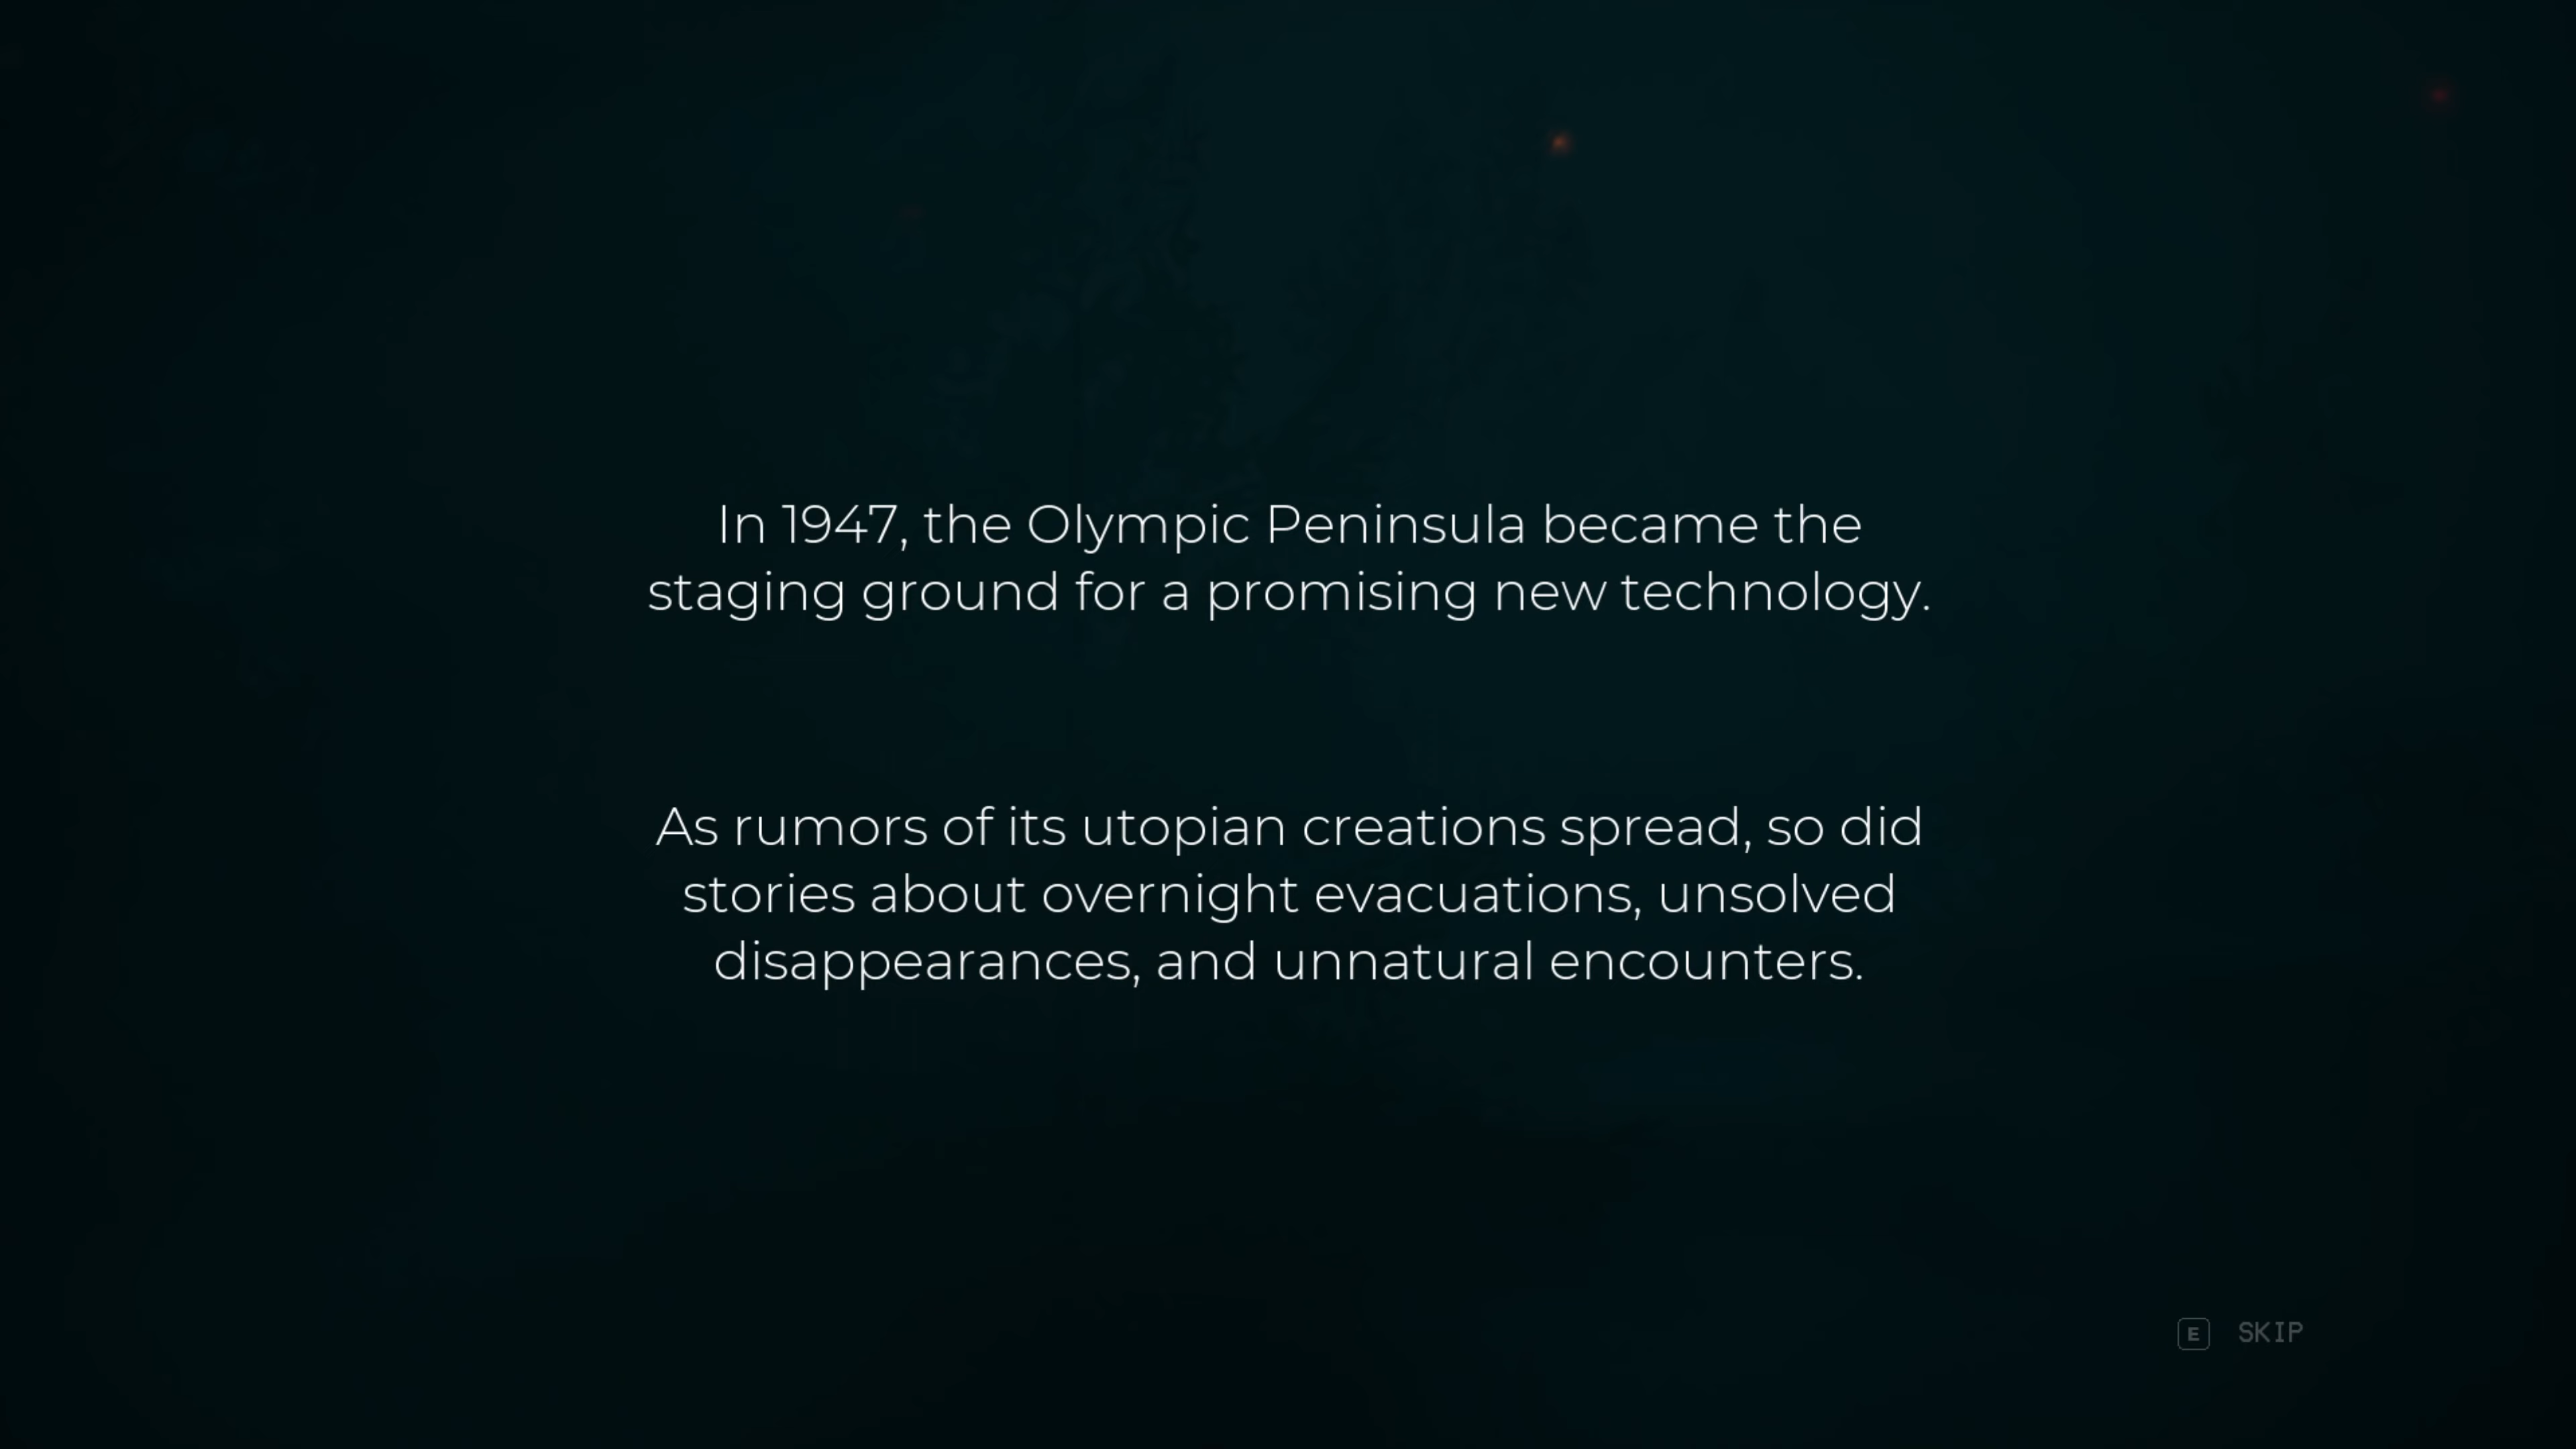 In 1947, the Olympic Peninsula became the
staging ground for a promising new technology.
As rumors of its utopian creations spread, so did
stories about overnight evacuations, unsolved
disappearances, and unnatural encounters.
E SKIP